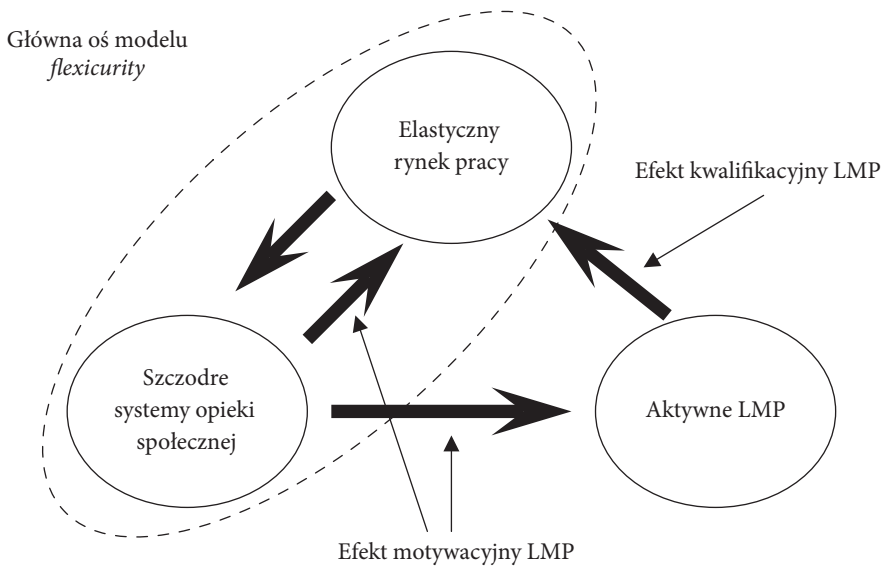 Główna oś modelu
flexicurity
Elastyczny
rynek pracy
Efekt kwalifikacyjny LMP
Szczodre
systemy opieki
społecznej
Aktywne LMP
Efekt motywacyjny LMP